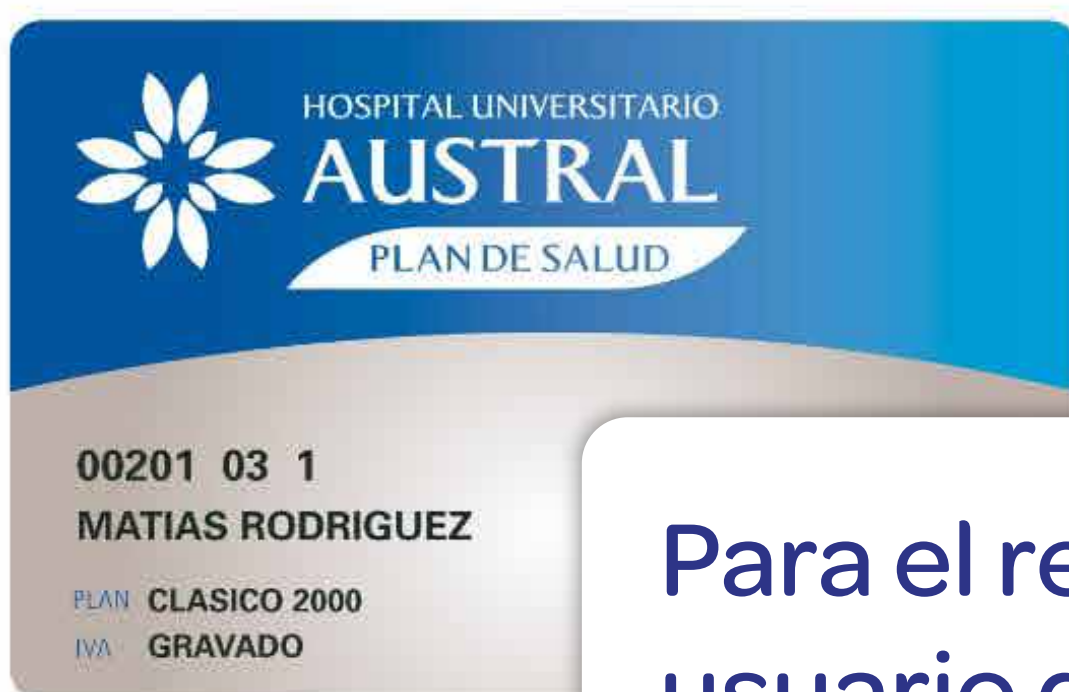 HOSPITAL UNIVERSITARIO
AUSTRAL
PLAN DE SALUD
00201 03 1
MATIAS RODRIGUEZ
PLAN CLASICO 2000
IVA GRAVADO
Para el re
usuario